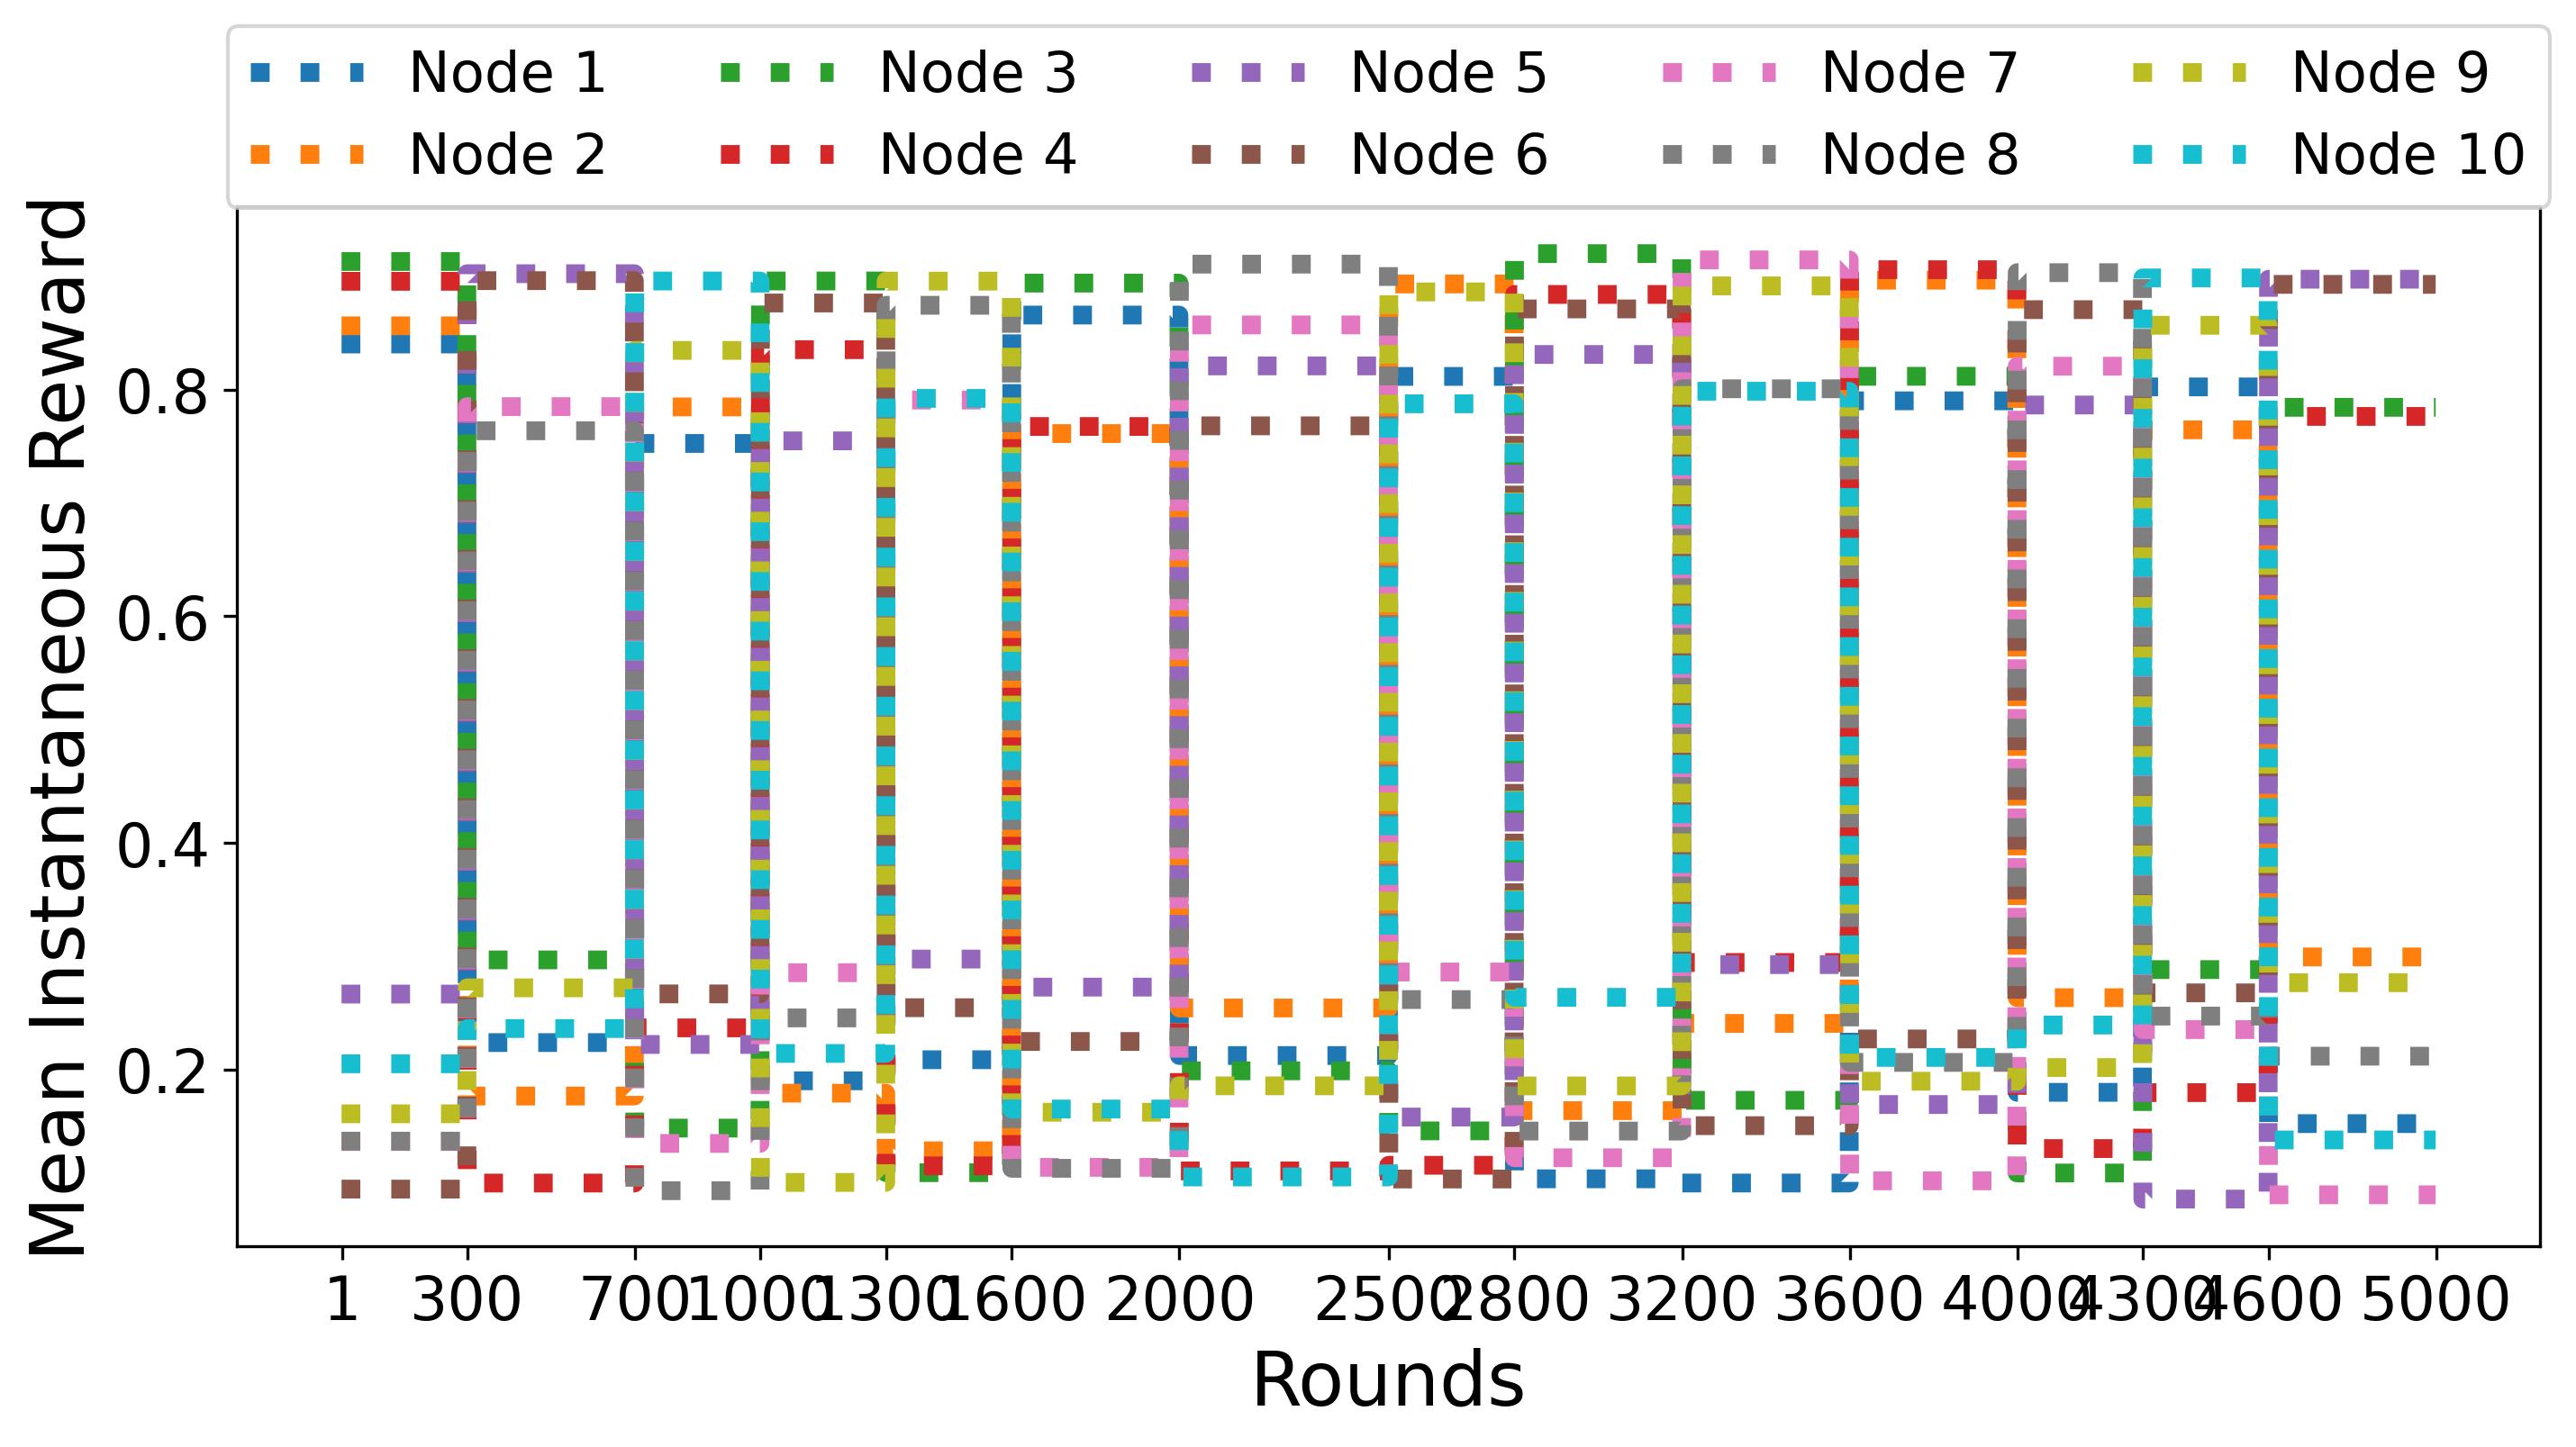 Node 1 Node 3 Node 5 Node 7 Node 9
Node 2 Node 4 Node 6 Node 8 Node 10
Mean Instantaneous Reward
0.8
0.6
0.4
0.2
1 300 700 1000 1300 1600 2000 2500 2800 3200 3600 4000 4300 4600 5000
Rounds